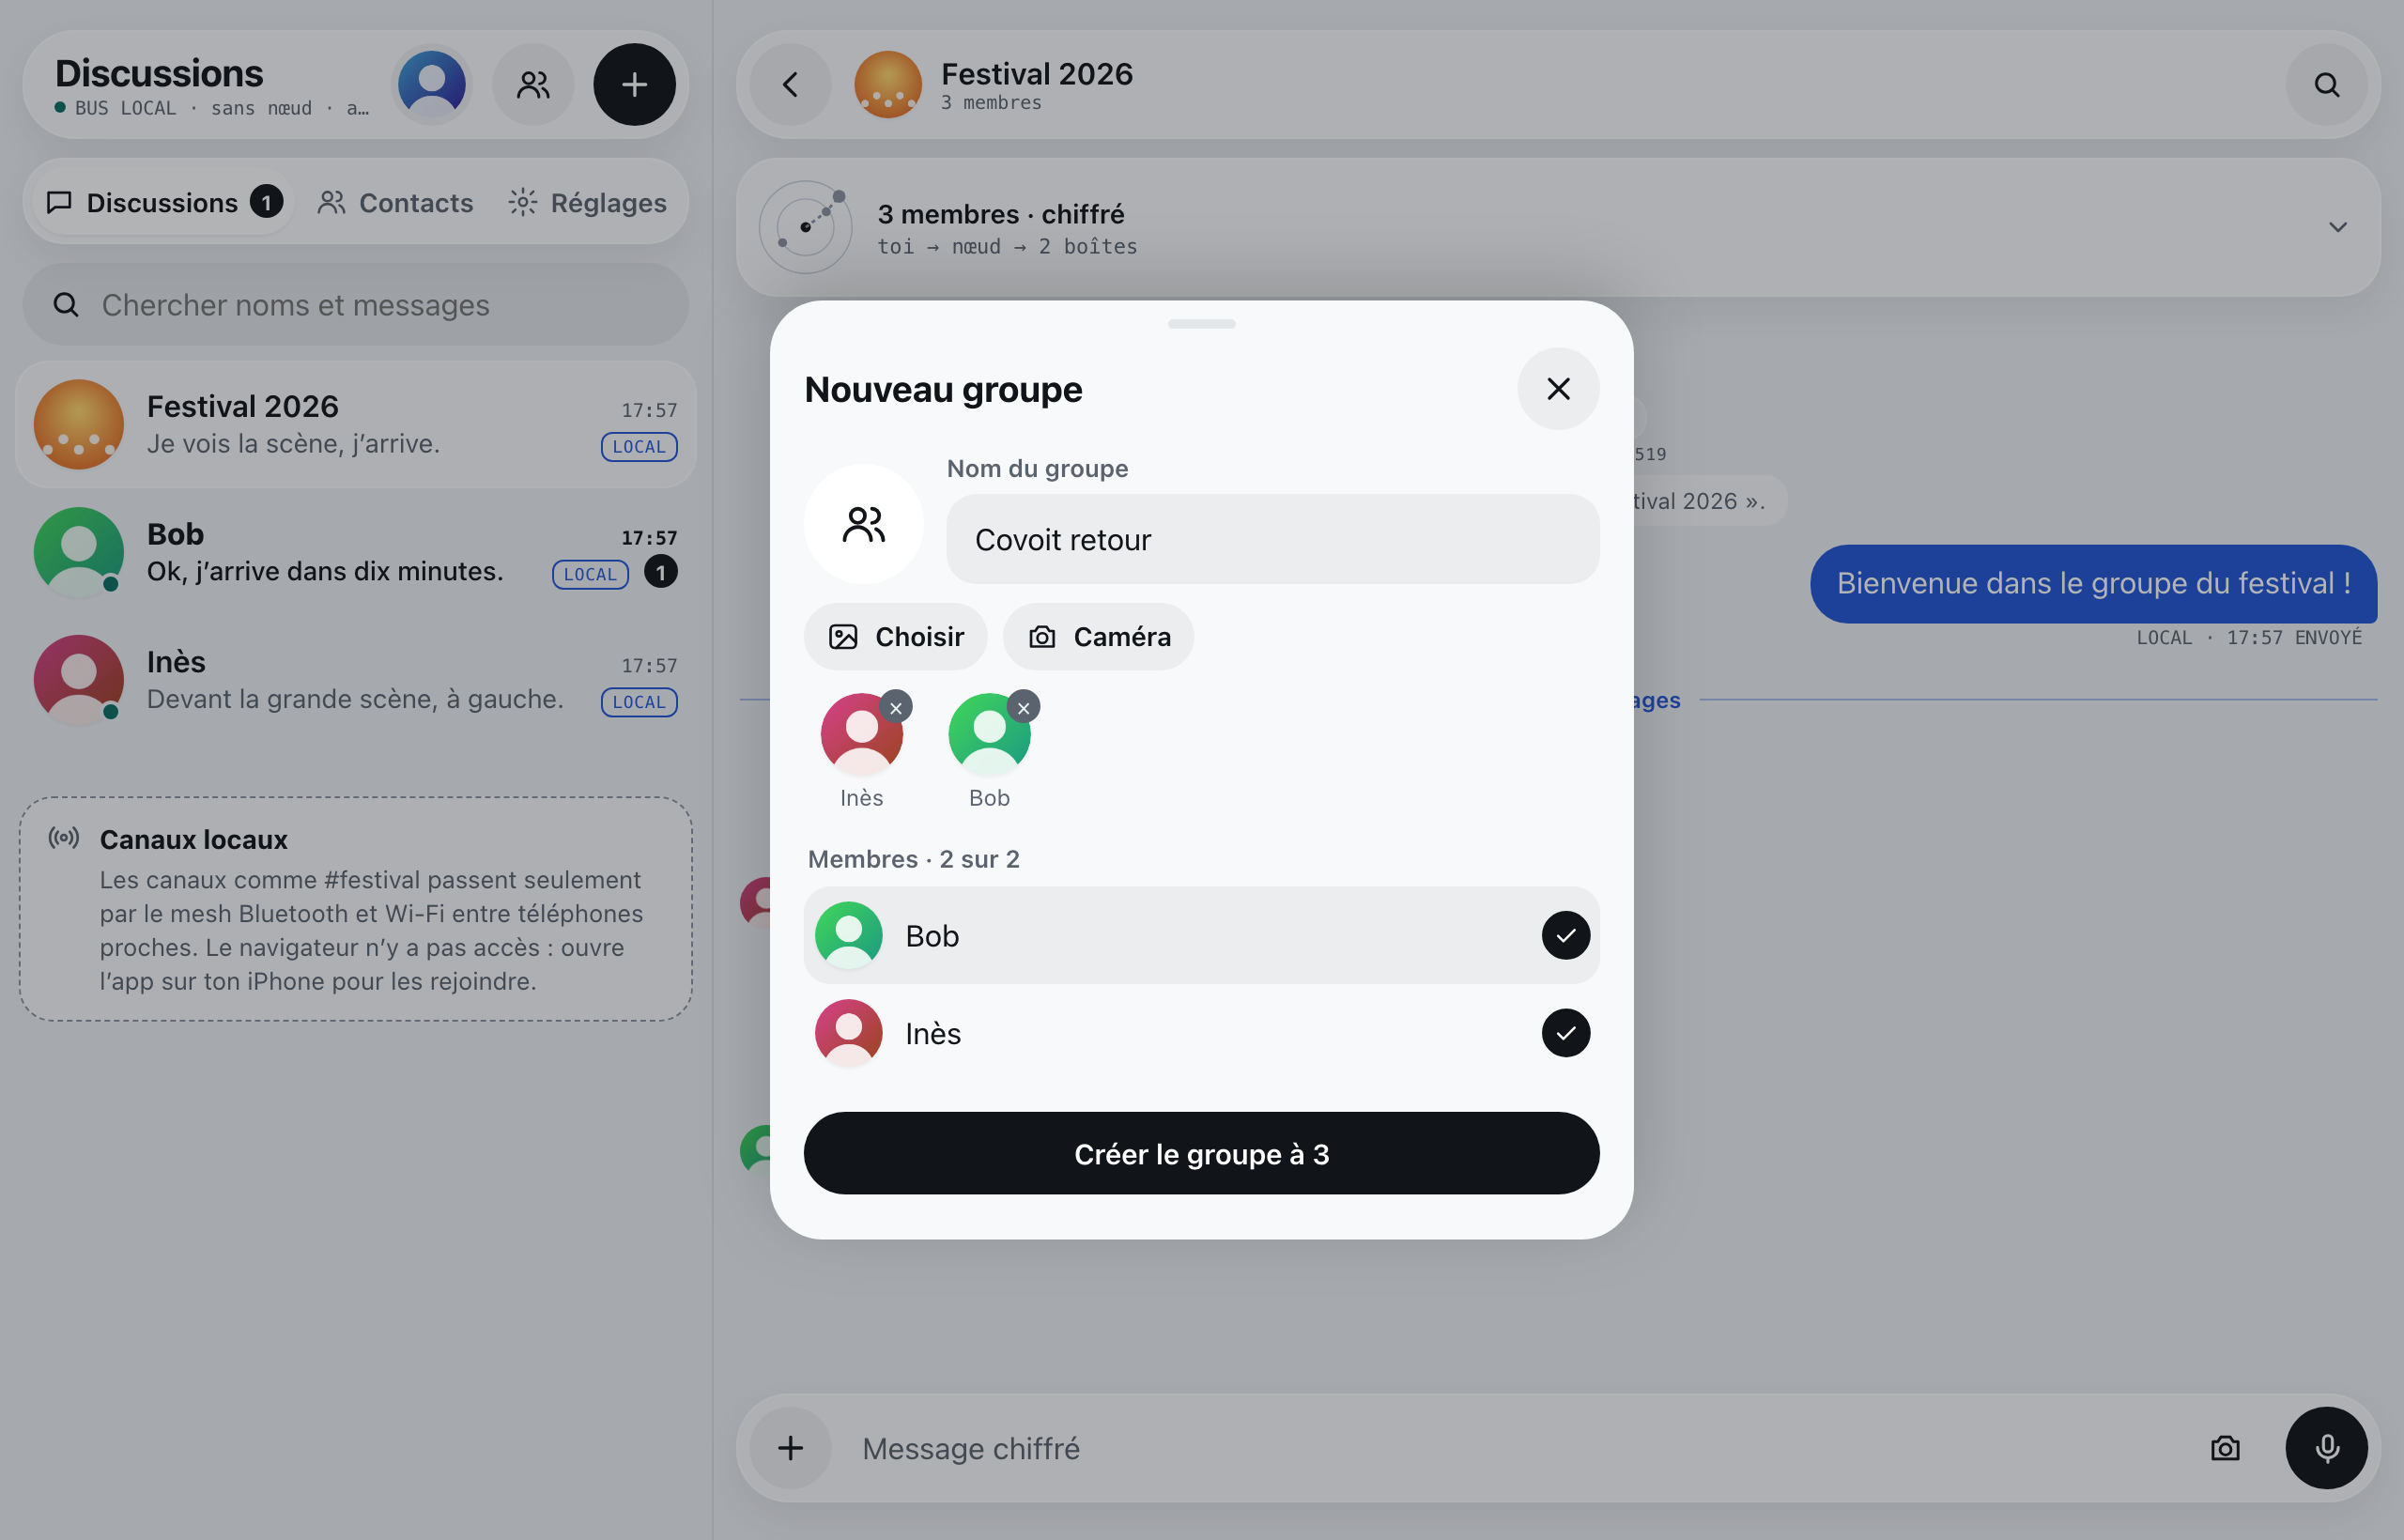 Discussions
BUS LOCAL · sans nœud · a…
Discussions 1
Contacts
Réglages
Chercher noms et messages
Festival 2026
17:57
Je vois la scène, j’arrive.
LOCAL
Bob
17:57
Ok, j’arrive dans dix minutes.
LOCAL
1
Inès
17:57
Devant la grande scène, à gauche.
LOCAL
Canaux locaux
Les canaux comme #festival passent seulement
par le mesh Bluetooth et Wi-Fi entre téléphones
proches. Le navigateur n’y a pas accès : ouvre
l’app sur ton iPhone pour les rejoindre.
Festival 2026
3 membres
3 membres · chiffré
toi → nœud → 2 boîtes
519
tival 2026 ».
Bienvenue dans le groupe du festival !
LOCAL · 17:57 ENVOYÉ
ages
Nouveau groupe
Nom du groupe
Covoit retour
Choisir
Caméra
Inès
Bob
Membres · 2 sur 2
Bob
Inès
Créer le groupe à 3
Message chiffré